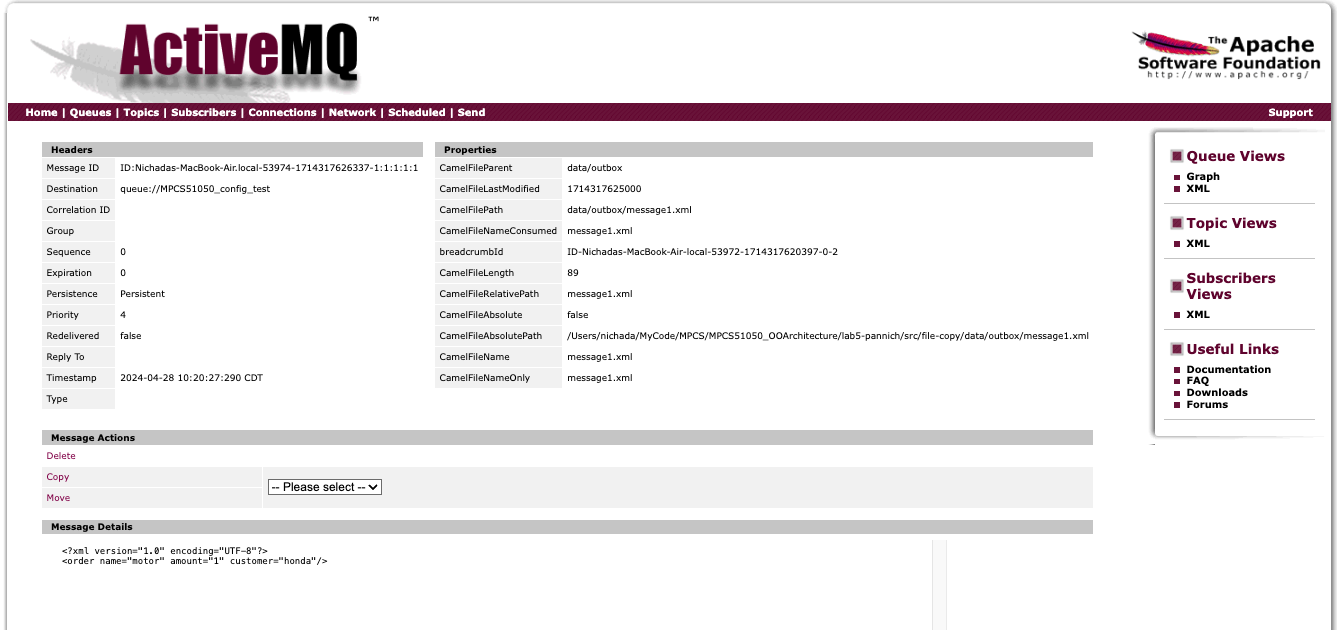 ActiveMQ ™
The Apache
Software Foundation
http://www.apache.org/
Home | Queues | Topics | Subscribers | Connections | Network | Scheduled | Send
Support
Headers
Message ID ID:Nichadas-MacBook-Air.local-53974-1714317626337-1:1:1:1:1
Destination queue://MPCS51050_config_test
Correlation ID
Group
Sequence 0
Expiration 0
Persistence Persistent
Priority 4
Redelivered false
Reply To
Timestamp 2024-04-28 10:20:27:290 CDT
Type
Properties
CamelFileParent data/outbox
CamelFileLastModified 1714317625000
CamelFilePath data/outbox/message1.xml
CamelFileNameConsumed message1.xml
breadcrumbId ID-Nichadas-MacBook-Air-local-53972-1714317620397-0-2
CamelFileLength 89
CamelFileRelativePath message1.xml
CamelFileAbsolute false
CamelFileAbsolutePath /Users/nichada/MyCode/MPCS/MPCS51050_OOArchitecture/lab5-pannich/src/file-copy/data/outbox/message1.xml
CamelFileName message1.xml
CamelFileNameOnly message1.xml
Message Actions
Delete
Copy
-- Please select --
Move
Message Details
<?xml version="1.0" encoding="UTF-8"?>
<order name="motor" amount="1" customer="honda"/>
Queue Views
Graph
XML
Topic Views
XML
Subscribers
Views
XML
Useful Links
Documentation
FAQ
Downloads
Forums